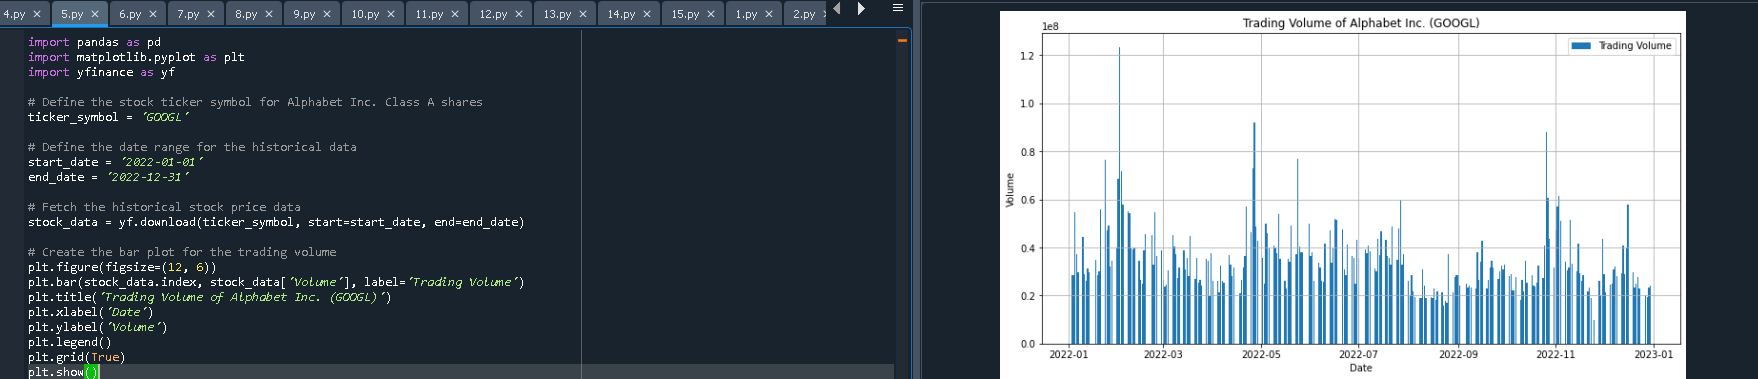 4.py 5.py 6.py 7.py 8.py 9.py 10.py 11.py 12.py 13.py 14.py 15.py 1.py 2.py
import pandas as pd
import matplotlib.pyplot as plt
import yfinance as yf
# Define the stock ticker symbol for Alphabet Inc. Class A shares
ticker_symbol = 'GOOGL'
# Define the date range for the historical data
start_date = '2022-01-01'
end_date = '2022-12-31'
# Fetch the historical stock price data
stock_data = yf.download(ticker_symbol, start=start_date, end=end_date)
# Create the bar plot for the trading volume
plt.figure(figsize=(12, 6))
plt.bar(stock_data.index, stock_data['Volume'], label='Trading Volume')
plt.title('Trading Volume of Alphabet Inc. (GOOGL)')
plt.xlabel('Date')
plt.ylabel('Volume')
plt.legend()
plt.grid(True)
plt.show()
Trading Volume of Alphabet Inc. (GOOGL)
1e8
Trading Volume
1.2
1.0
0.8
0.6
0.4
0.2
0.0
Volume
2022-01 2022-03 2022-05 2022-07 2022-09 2022-11 2023-01
Date